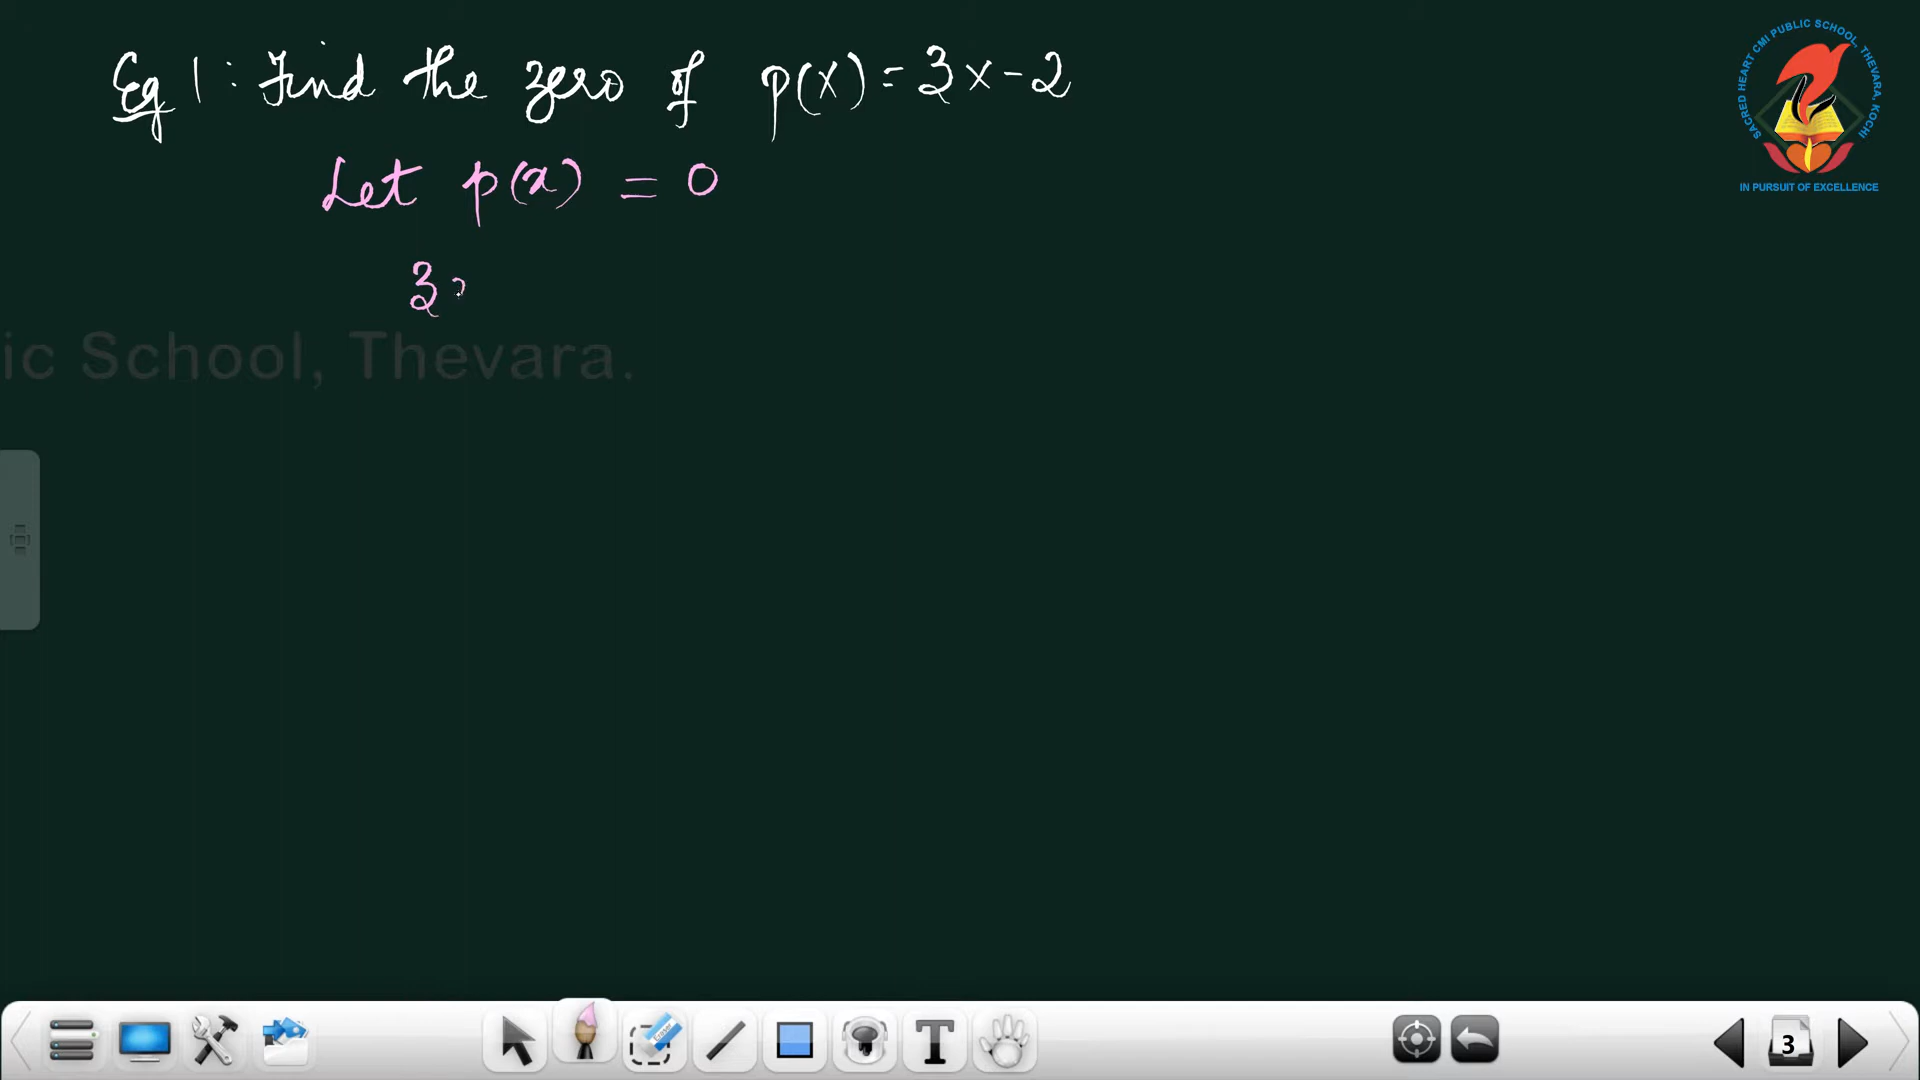 Eg 1: Find the zero of p(x) = 3x - 2
Let p(x) = 0
3
ic School, Thevara.
SACRED HEART CMI PUBLIC SCHOOL, THEVARA, KOCHI
IN PURSUIT OF EXCELLENCE
Eraser
T
3